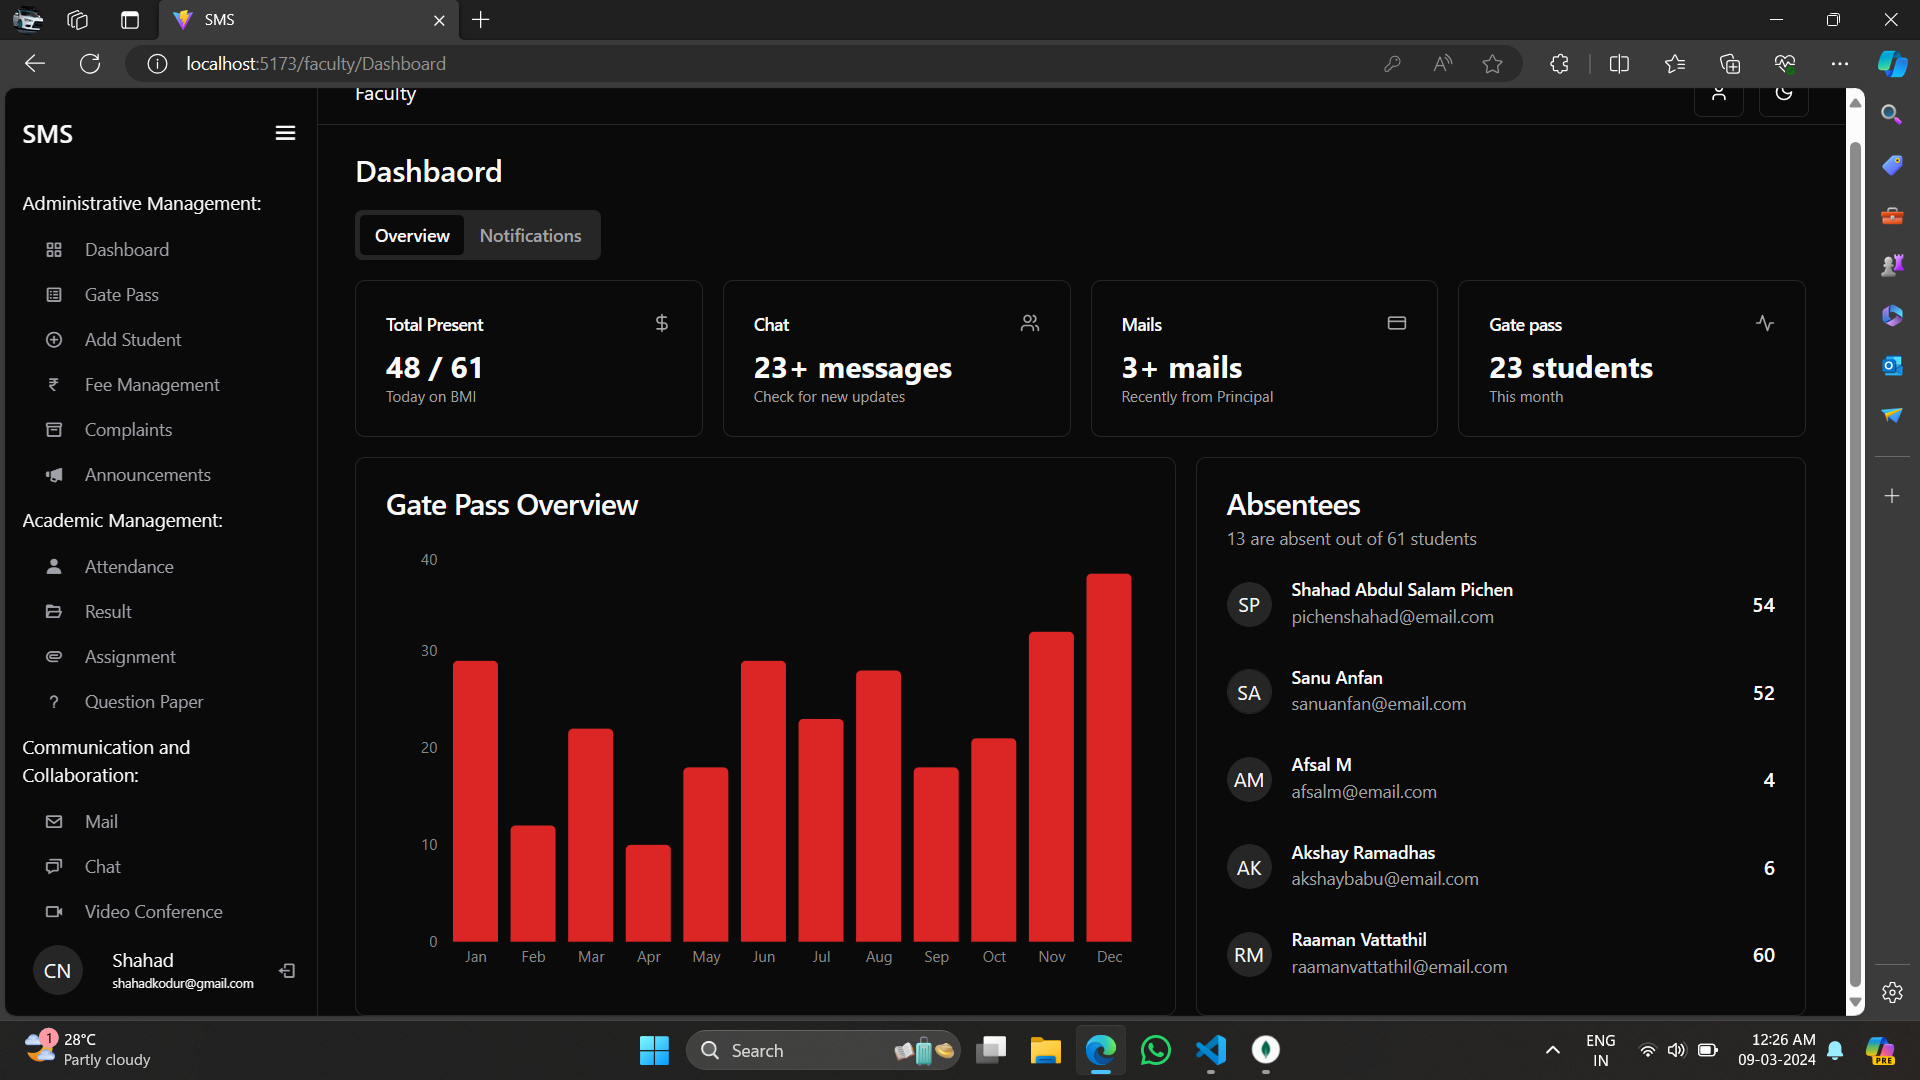 SMS
localhost:5173/faculty/Dashboard
SMS
Administrative Management:
Dashboard
Gate Pass
Add Student
₹ Fee Management
Complaints
Announcements
Academic Management:
Attendance
Result
Assignment
? Question Paper
Communication and
Collaboration:
Mail
Chat
Video Conference
CN
Shahad
shahadkodur@gmail.com
Faculty
Dashbaord
Overview Notifications
Total Present $
48 / 61
Today on BMI
Chat
23+ messages
Check for new updates
Mails
3+ mails
Recently from Principal
Gate pass
23 students
This month
Gate Pass Overview
40
30
20
10
0
Jan Feb Mar Apr May Jun Jul Aug Sep Oct Nov Dec
Absentees
13 are absent out of 61 students
SP
Shahad Abdul Salam Pichen
pichenshahad@email.com
54
SA
Sanu Anfan
sanuanfan@email.com
52
AM
Afsal M
afsalm@email.com
4
AK
Akshay Ramadhas
akshaybabu@email.com
6
RM
Raaman Vattathil
raamanvattathil@email.com
60
1
28°C
Partly cloudy
Search
ENG
IN
12:26 AM
09-03-2024
PRE